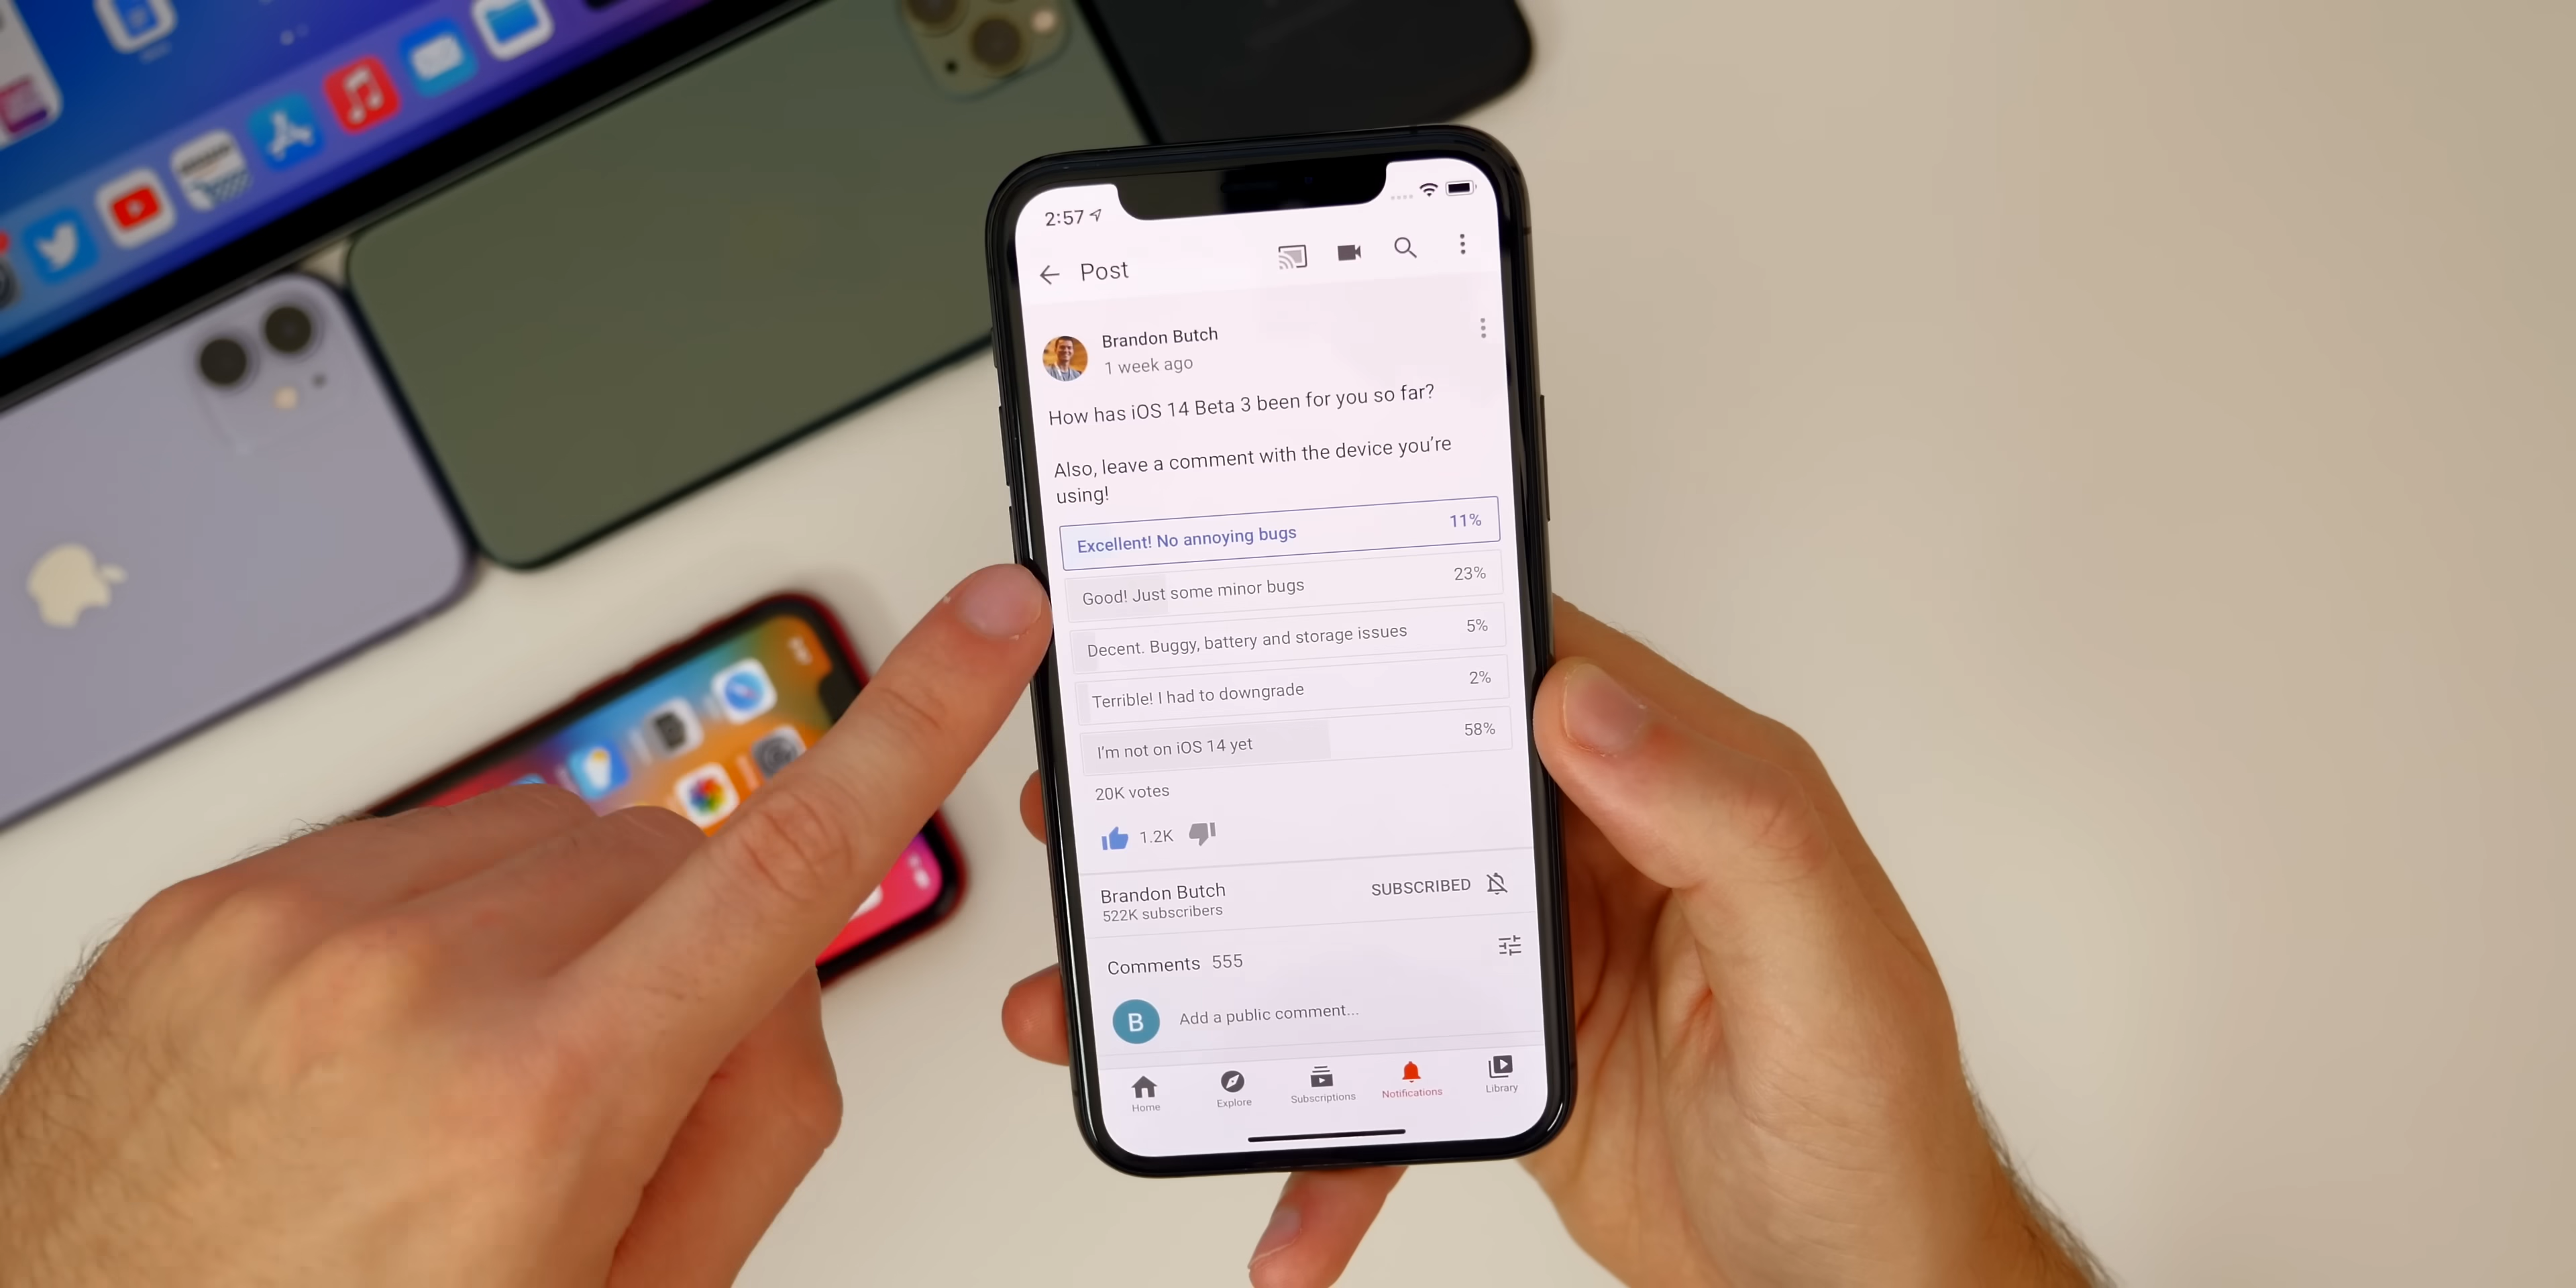 2:57
Post
Brandon Butch
1 week ago
How has iOS 14 Beta 3 been for you so far?
Also, leave a comment with the device you're
using!
Excellent! No annoying bugs 11%
Good! Just some minor bugs 23%
Decent. Buggy, battery and storage issues 5%
Terrible! I had to downgrade 2%
I'm not on iOS 14 yet 58%
20K votes
1.2K
Brandon Butch
522K subscribers
SUBSCRIBED
Comments 555
B
Add a public comment...
Home
Explore
Subscriptions
Notifications
Library